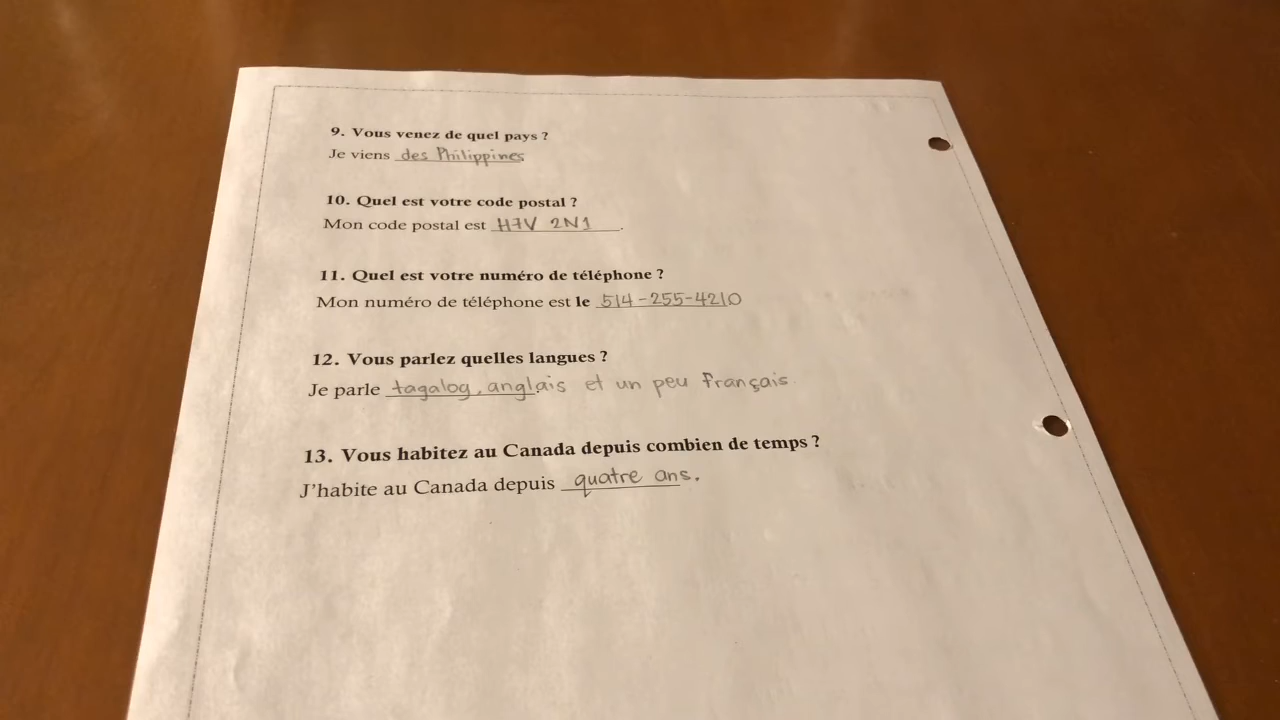 9. Vous venez de quel pays ?
Je viens des Philippines
10. Quel est votre code postal ?
Mon code postal est H7V 2N1.
11. Quel est votre numéro de téléphone ?
Mon numéro de téléphone est le 514-255-4210
12. Vous parlez quelles langues ?
Je parle tagalog, anglais et un peu français
13. Vous habitez au Canada depuis combien de temps ?
J'habite au Canada depuis quatre ans.